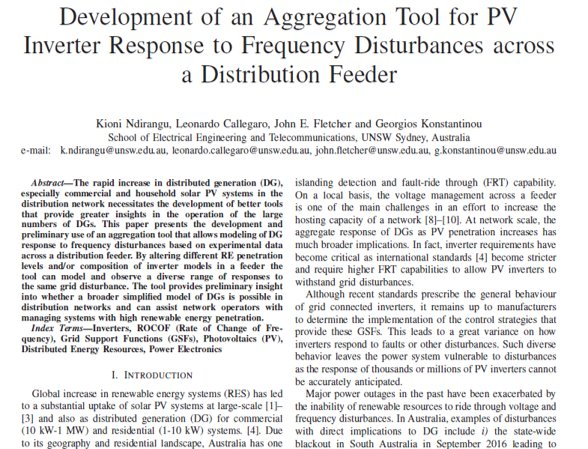 Development of an Aggregation Tool for PV
Inverter Response to Frequency Disturbances across
a Distribution Feeder
Kioni Ndirangu, Leonardo Callegaro, John E. Fletcher and Georgios Konstantinou
School of Electrical Engineering and Telecommunications, UNSW Sydney, Australia
e-mail: k.ndirangu@unsw.edu.au, leonardo.callegaro@unsw.edu.au, john.fletcher@unsw.edu.au, g.konstantinou@unsw.edu.au
Abstract—The rapid increase in distributed generation (DG),
especially commercial and household solar PV systems in the
distribution network necessitates the development of better tools
that provide greater insights in the operation of the large
numbers of DGs. This paper presents the development and
preliminary use of an aggregation tool that allows modeling of DG
response to frequency disturbances based on experimental data
across a distribution feeder. By altering different RE penetration
levels and/or composition of inverter models in a feeder the
tool can model and observe a diverse range of responses to
the same grid disturbance. The tool provides preliminary insight
into whether a broader simplified model of DGs is possible in
distribution networks and can assist network operators with
managing systems with high renewable energy penetration.
Index Terms—Inverters, ROCOF (Rate of Change of Fre-
quency), Grid Support Functions (GSFs), Photovoltaics (PV),
Distributed Energy Resources, Power Electronics
I. Introduction
Global increase in renewable energy systems (RES) has led
to a substantial uptake of solar PV systems at large-scale [1]–
[3] and also as distributed generation (DG) for commercial
(10 kW-1 MW) and residential (1-10 kW) systems. [4]. Due
to its geography and residential landscape, Australia has one
islanding detection and fault-ride through (FRT) capability.
On a local basis, the voltage management across a feeder
is one of the main challenges in an effort to increase the
hosting capacity of a network [8]–[10]. At network scale, the
aggregate response of DGs as PV penetration increases has
much broader implications. In fact, inverter requirements have
become critical as international standards [4] become stricter
and require higher FRT capabilities to allow PV inverters to
withstand grid disturbances.
Although recent standards prescribe the general behaviour
of grid connected inverters, it remains up to manufacturers
to determine the implementation of the control strategies that
provide these GSFs. This leads to a great variance on how
inverters respond to faults or other disturbances. Such diverse
behavior leaves the power system vulnerable to disturbances
as the response of thousands or millions of PV inverters cannot
be accurately anticipated.
Major power outages in the past have been exacerbated by
the inability of renewable resources to ride through voltage and
frequency disturbances. In Australia, examples of disturbances
with direct implications to DG include i) the state-wide
blackout in South Australia in September 2016 leading to